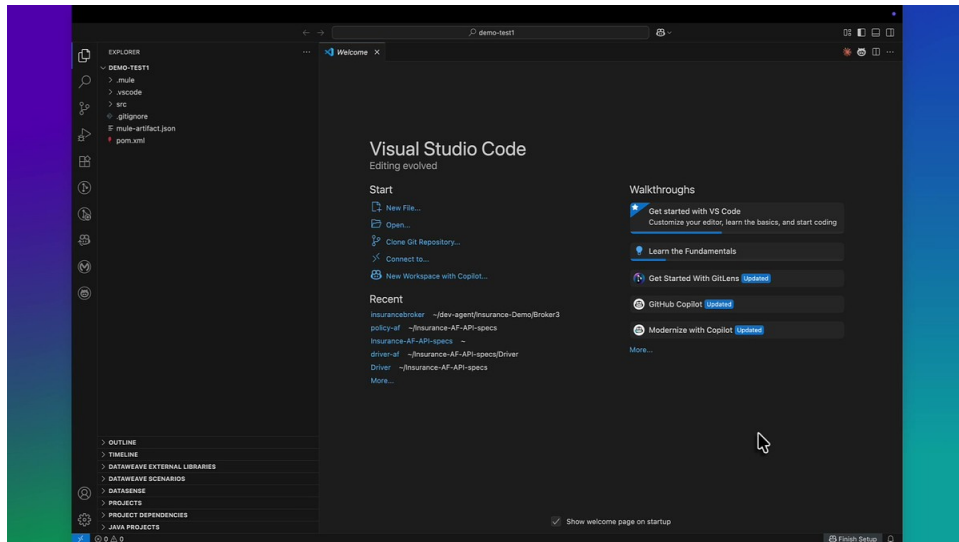 demo-test1
EXPLORER
Welcome
DEMO-TEST1
.mule
.vscode
src
.gitignore
mule-artifact.json
pom.xml
OUTLINE
TIMELINE
DATAWEAVE EXTERNAL LIBRARIES
DATAWEAVE SCENARIOS
DATASENSE
PROJECTS
PROJECT DEPENDENCIES
JAVA PROJECTS
Visual Studio Code
Editing evolved
Start
New File...
Open...
Clone Git Repository...
Connect to...
New Workspace with Copilot...
Recent
insurancebroker ~/dev-agent/Insurance-Demo/Broker3
policy-af ~/Insurance-AF-API-specs
Insurance-AF-API-specs ~
driver-af ~/Insurance-AF-API-specs/Driver
Driver ~/Insurance-AF-API-specs
More...
Walkthroughs
Get started with VS Code
Customize your editor, learn the basics, and start coding
Learn the Fundamentals
Get Started With GitLens Updated
GitHub Copilot Updated
Modernize with Copilot Updated
More...
Show welcome page on startup
0 0
Finish Setup